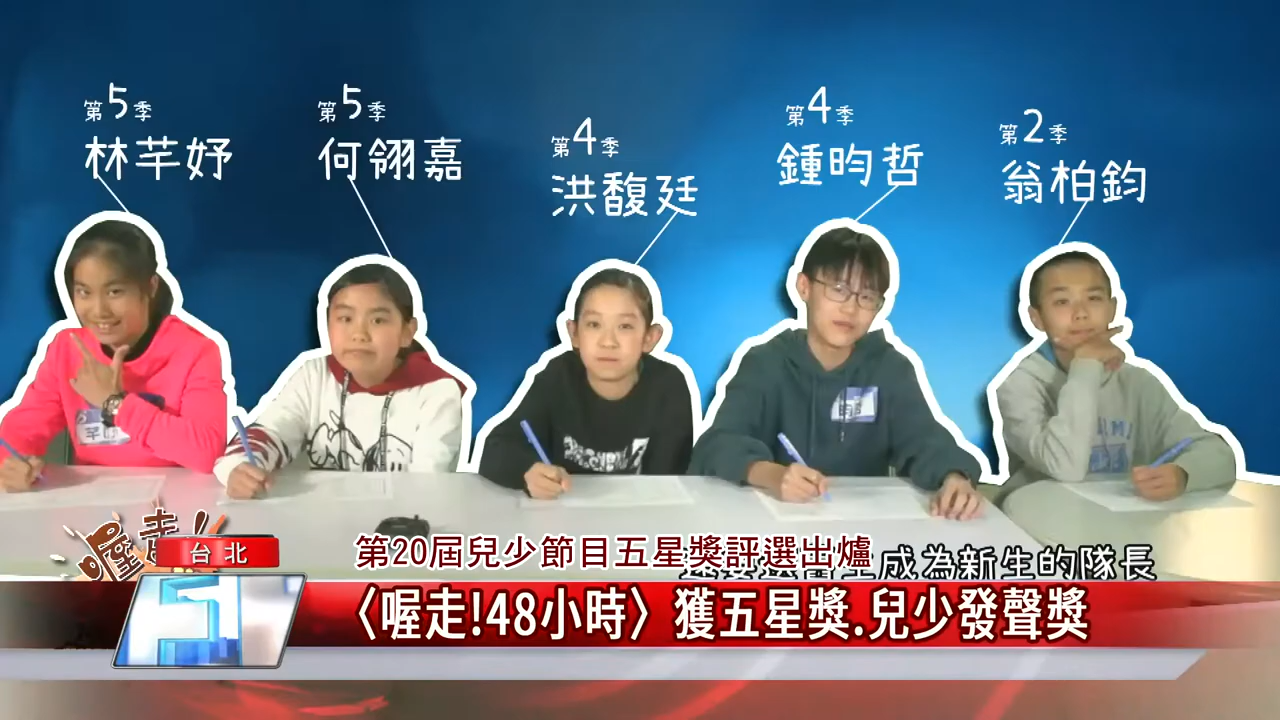 第5季
林芊妤
第5季
何翎嘉
第4季
洪馥廷
第4季
鍾昀哲
第2季
翁柏鈞
喔走!
台北
第20屆兒少節目五星獎評選出爐
生成為新生的隊長
〈喔走!48小時〉獲五星獎.兒少發聲獎